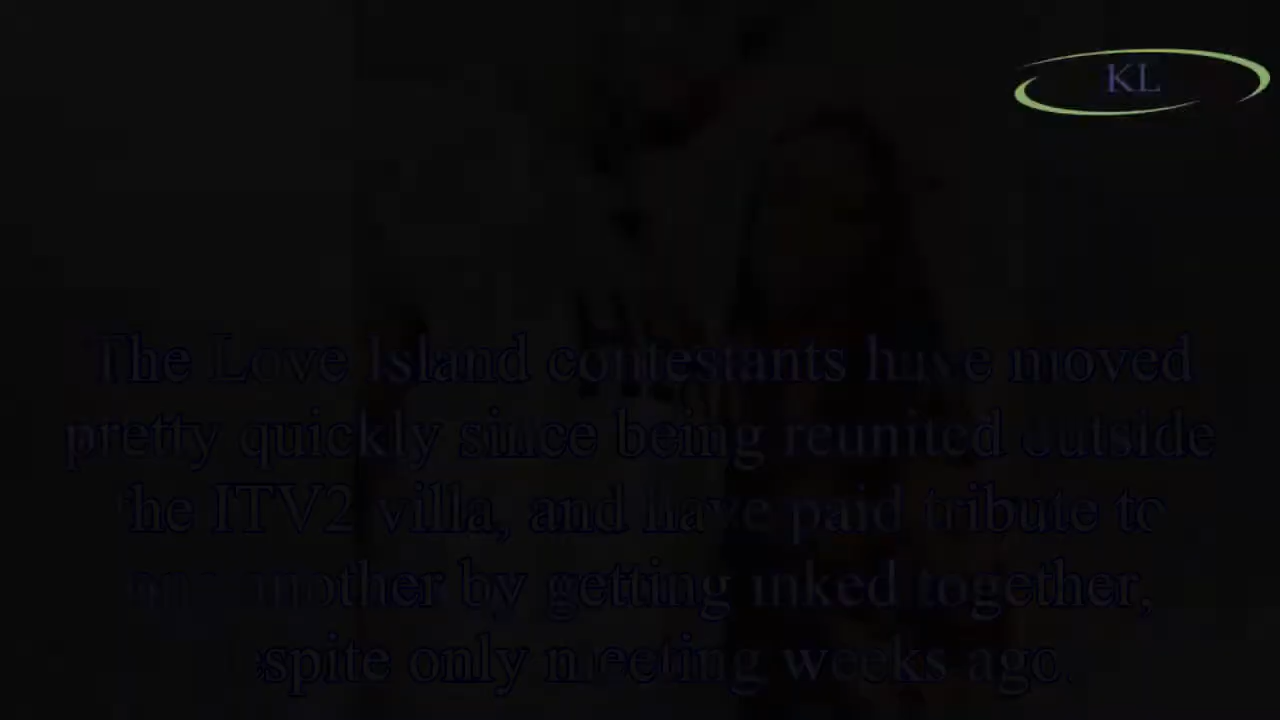 KL
The Love Island contestants have moved
pretty quickly since being reunited outside
the ITV2 villa, and have paid tribute to
one another by getting inked together,
despite only meeting weeks ago.